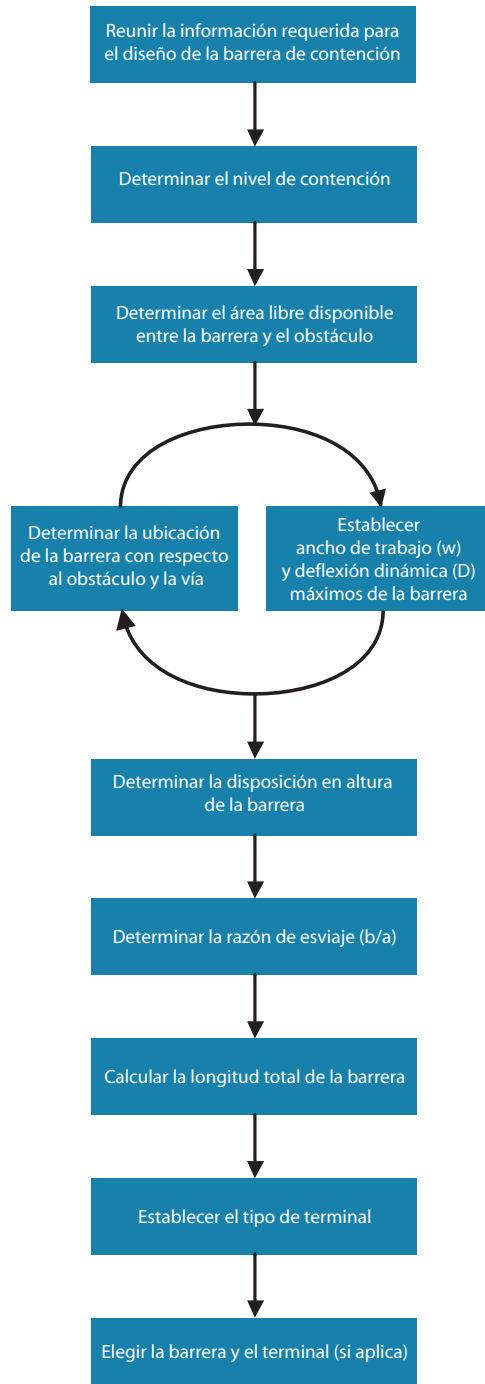 Reunir la información requerida para
el diseño de la barrera de contención
Determinar el nivel de contención
Determinar el área libre disponible
entre la barrera y el obstáculo
Determinar la ubicación
de la barrera con respecto
al obstáculo y la vía
Establecer
ancho de trabajo (w)
y deflexión dinámica (D)
máximos de la barrera
Determinar la disposición en altura
de la barrera
Determinar la razón de esviaje (b/a)
Calcular la longitud total de la barrera
Establecer el tipo de terminal
Elegir la barrera y el terminal (si aplica)